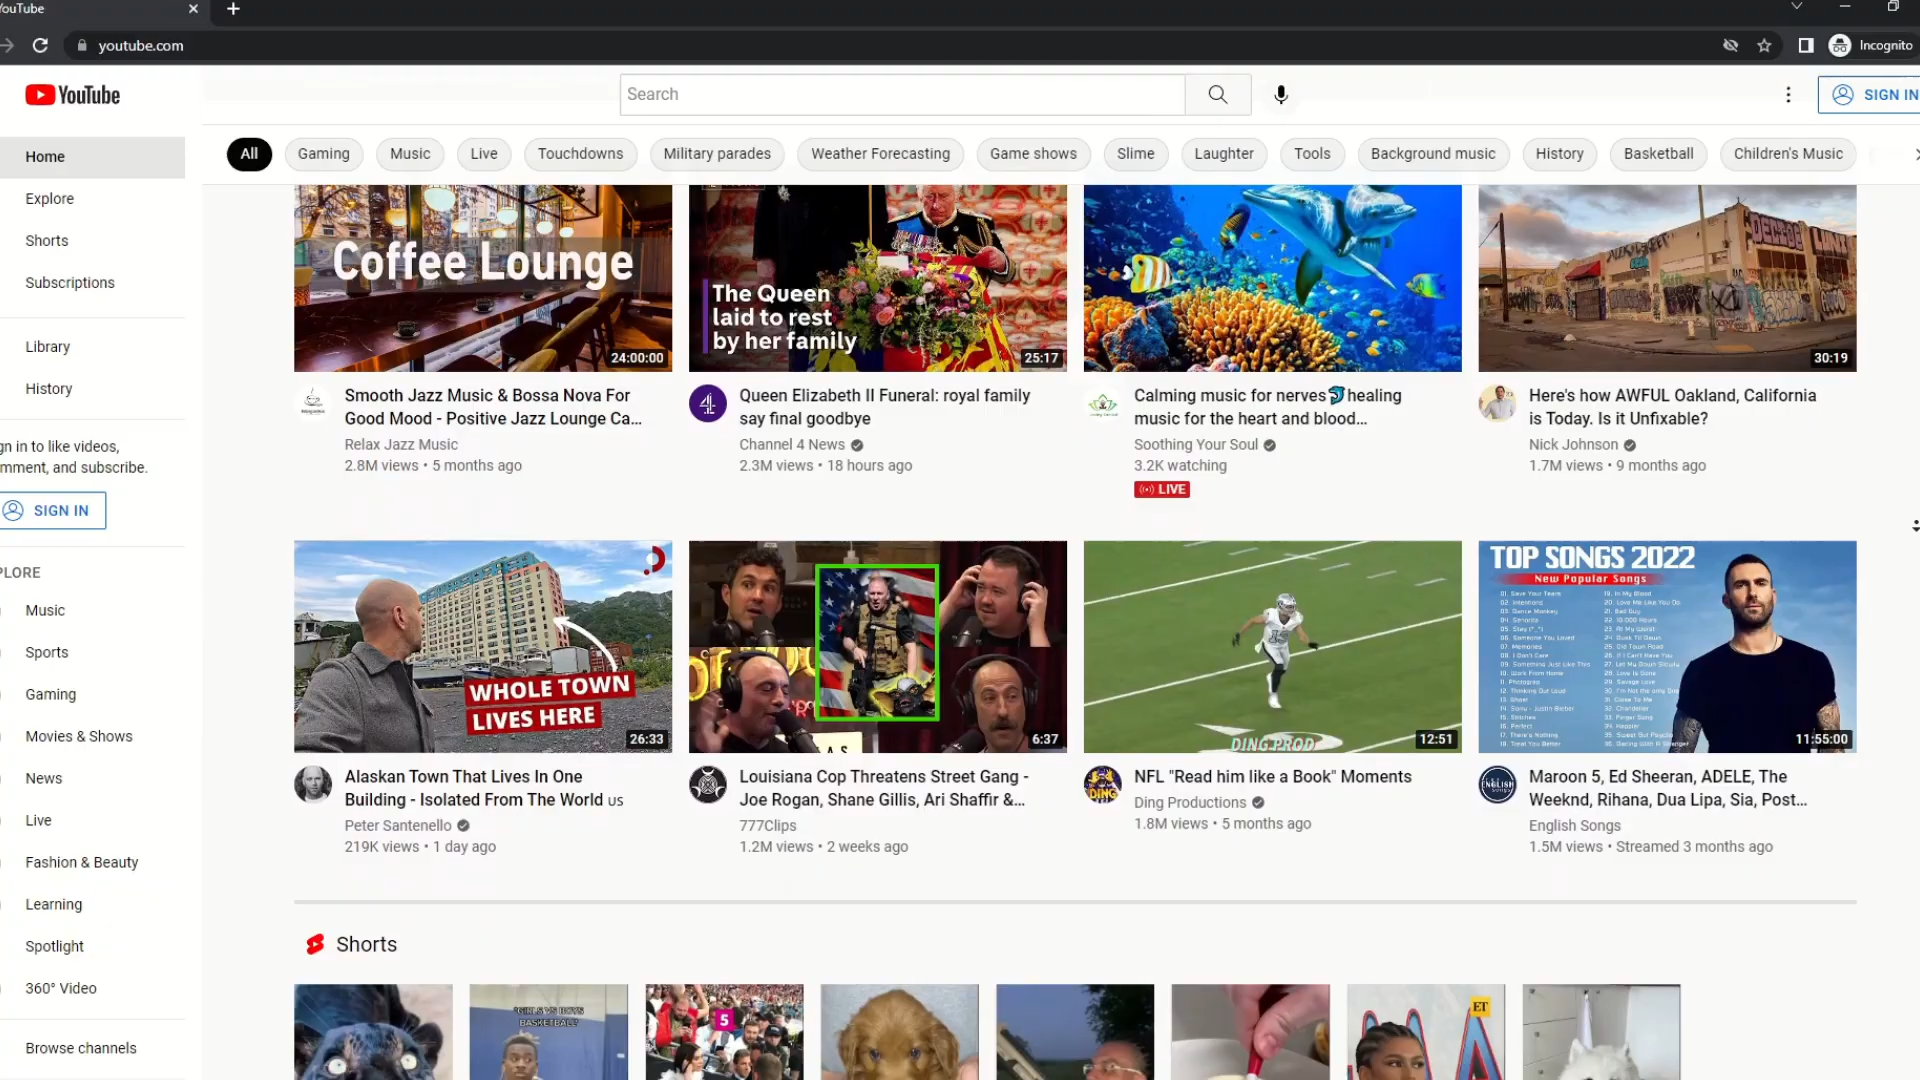 YouTube
youtube.com
Incognito
YouTube
Search
SIGN IN
Home
Explore
Shorts
Subscriptions
Library
History
gn in to like videos,
mment, and subscribe.
SIGN IN
PLORE
Music
Sports
Gaming
Movies & Shows
News
Live
Fashion & Beauty
Learning
Spotlight
360° Video
Browse channels
All
Gaming
Music
Live
Touchdowns
Military parades
Weather Forecasting
Game shows
Slime
Laughter
Tools
Background music
History
Basketball
Children's Music
Coffee Lounge
24:00:00
Smooth Jazz Music & Bossa Nova For
Good Mood - Positive Jazz Lounge Ca...
Relax Jazz Music
2.8M views • 5 months ago
The Queen
laid to rest
by her family
25:17
Queen Elizabeth II Funeral: royal family
say final goodbye
Channel 4 News
2.3M views • 18 hours ago
Calming music for nerves🐬healing
music for the heart and blood...
Soothing Your Soul
3.2K watching
LIVE
30:19
Here's how AWFUL Oakland, California
is Today. Is it Unfixable?
Nick Johnson
1.7M views • 9 months ago
WHOLE TOWN
LIVES HERE
26:33
Alaskan Town That Lives In One
Building - Isolated From The World US
Peter Santenello
219K views • 1 day ago
6:37
Louisiana Cop Threatens Street Gang -
Joe Rogan, Shane Gillis, Ari Shaffir &...
777Clips
1.2M views • 2 weeks ago
DING PROD
12:51
DING
NFL "Read him like a Book" Moments
Ding Productions
1.8M views • 5 months ago
TOP SONGS 2022
New Popular Songs
11:55:00
ENGLISH
Maroon 5, Ed Sheeran, ADELE, The
Weeknd, Rihana, Dua Lipa, Sia, Post...
English Songs
1.5M views • Streamed 3 months ago
Shorts
"GIRLS VS BOYS
BASKETBALL"
5
ET